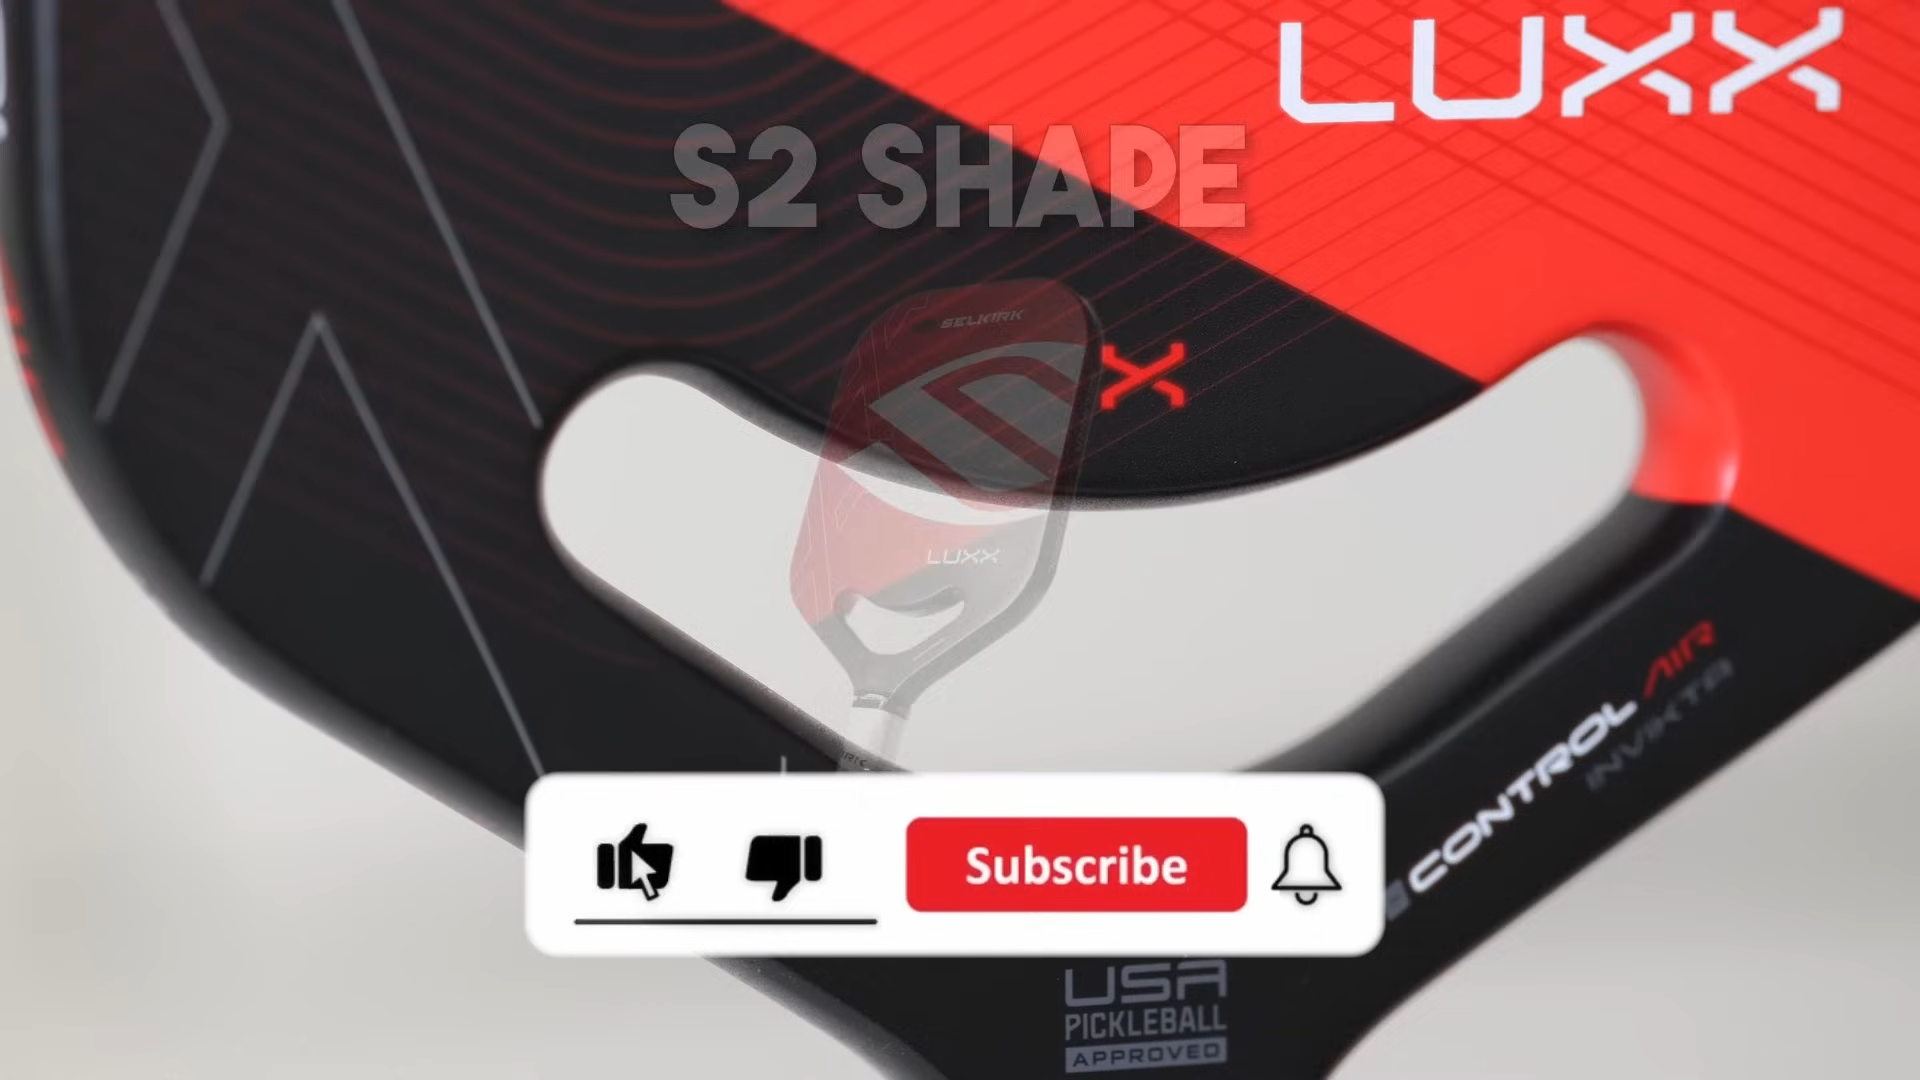 LUXX
S2 SHAPE
SELKIRK
X
LUXX
CONTROL AIR
INVIKTA
Subscribe
USA
PICKLEBALL
APPROVED